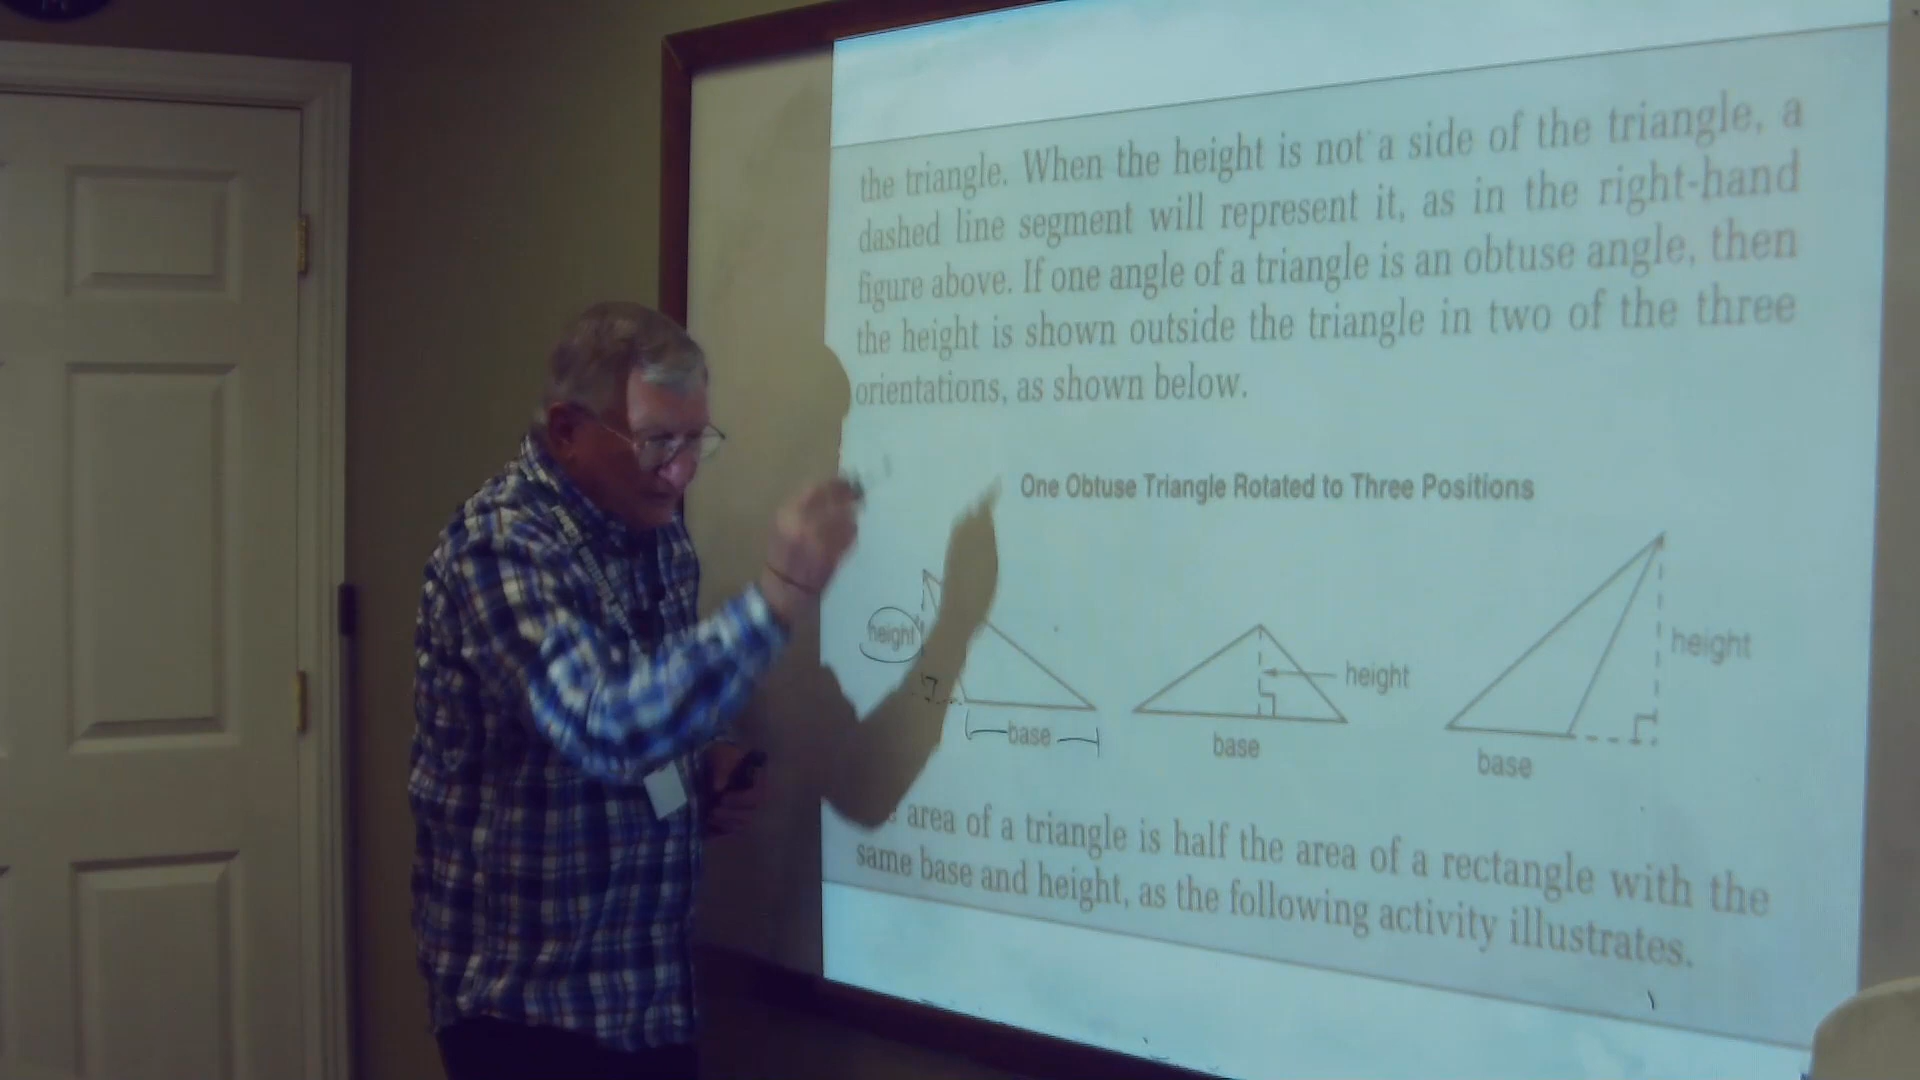 the triangle. When the height is not a side of the triangle, a
dashed line segment will represent it, as in the right-hand
figure above. If one angle of a triangle is an obtuse angle, then
the height is shown outside the triangle in two of the three
orientations, as shown below.
One Obtuse Triangle Rotated to Three Positions
height
base
height
base
height
base
area of a triangle is half the area of a rectangle with the
same base and height, as the following activity illustrates.